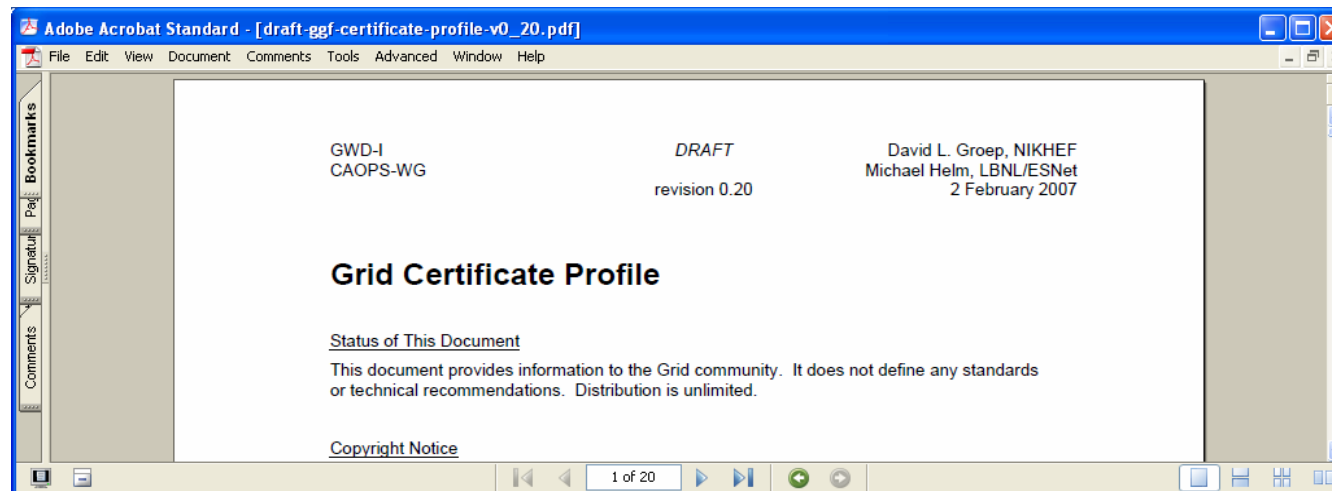 Adobe Acrobat Standard - [draft-ggf-certificate-profile-v0_20.pdf]
File Edit View Document Comments Tools Advanced Window Help
Bookmarks
Signatur
Comments
GWD-I DRAFT David L. Groep, NIKHEF
CAOPS-WG Michael Helm, LBNL/ESNet
revision 0.20 2 February 2007
Grid Certificate Profile
Status of This Document
This document provides information to the Grid community. It does not define any standards
or technical recommendations. Distribution is unlimited.
Copyright Notice
1 of 20